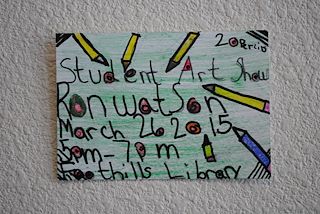 Student Art Show
Ron watson
March 26 2015
5pm-7pm
Foothills Library